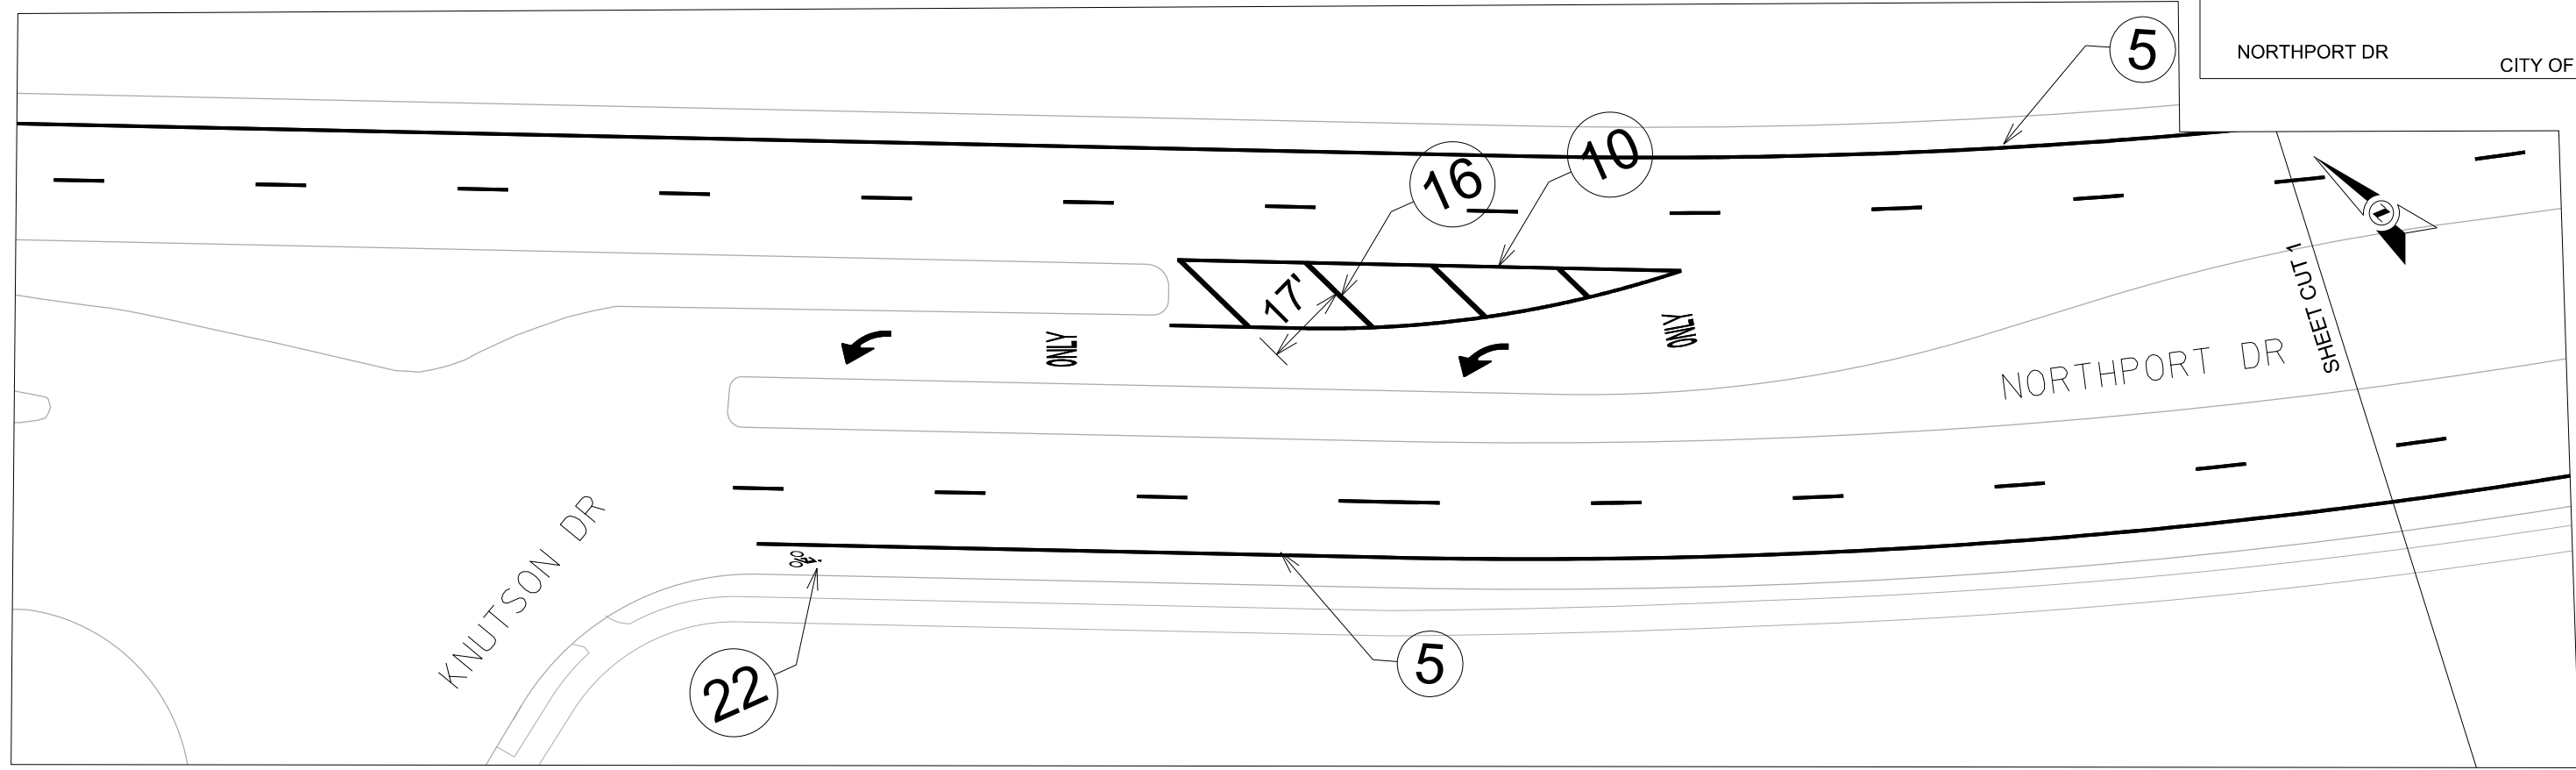 5
NORTHPORT DR
CITY OF
10
16
17'
SHEET CUT 1
ONLY
ONLY
NORTHPORT DR
KNUTSON DR
22
5